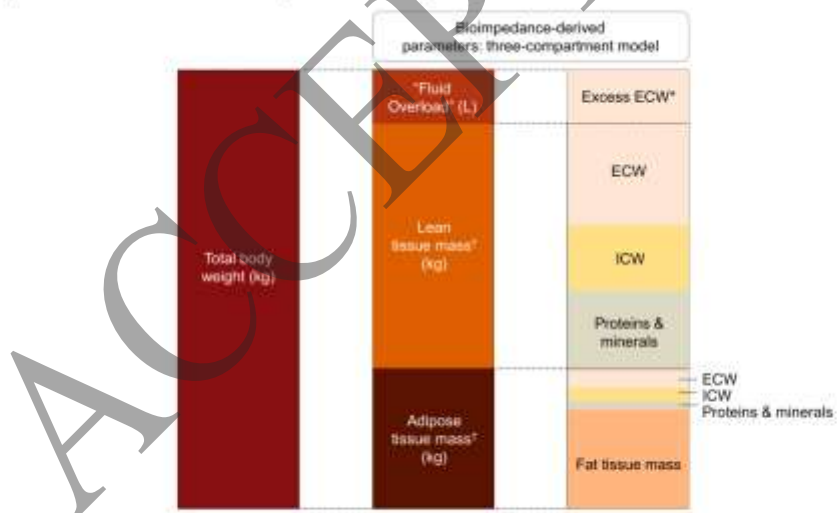 Bioimpedance-derived
parameters: three-compartment model
"Fluid
Overload" (L)
Excess ECW*
ECW
Lean
tissue mass†
(kg)
Total body
weight (kg)
ICW
Proteins &
minerals
ECW
ICW
Proteins & minerals
Adipose
tissue mass†
(kg)
Fat tissue mass
ACCEP